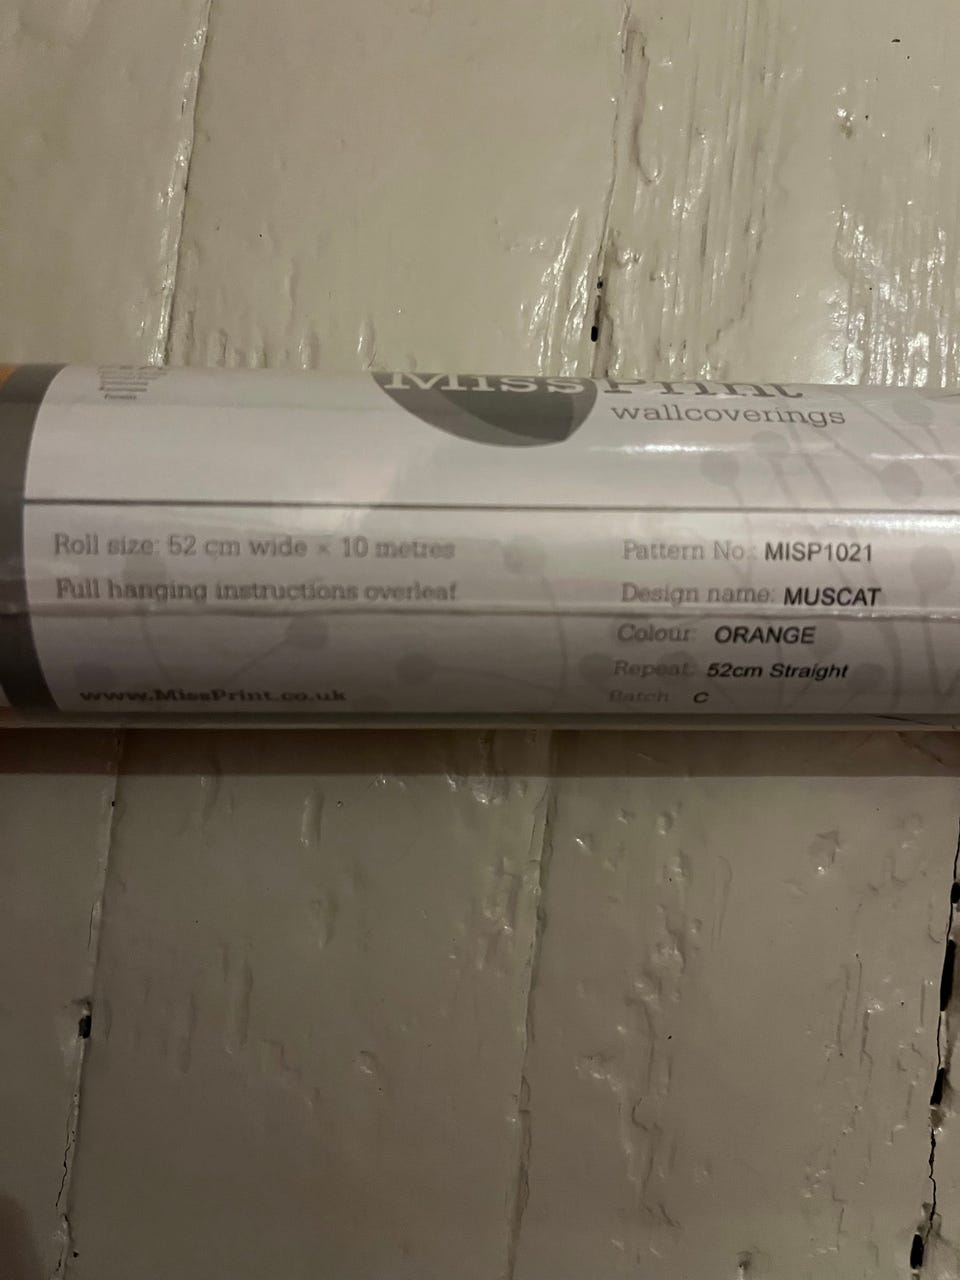 MissPrint
wallcoverings
Roll size: 52 cm wide × 10 metres
Full hanging instructions overleaf
www.MissPrint.co.uk
Pattern No.: MISP1021
Design name: MUSCAT
Colour: ORANGE
Repeat: 52cm Straight
Batch: C